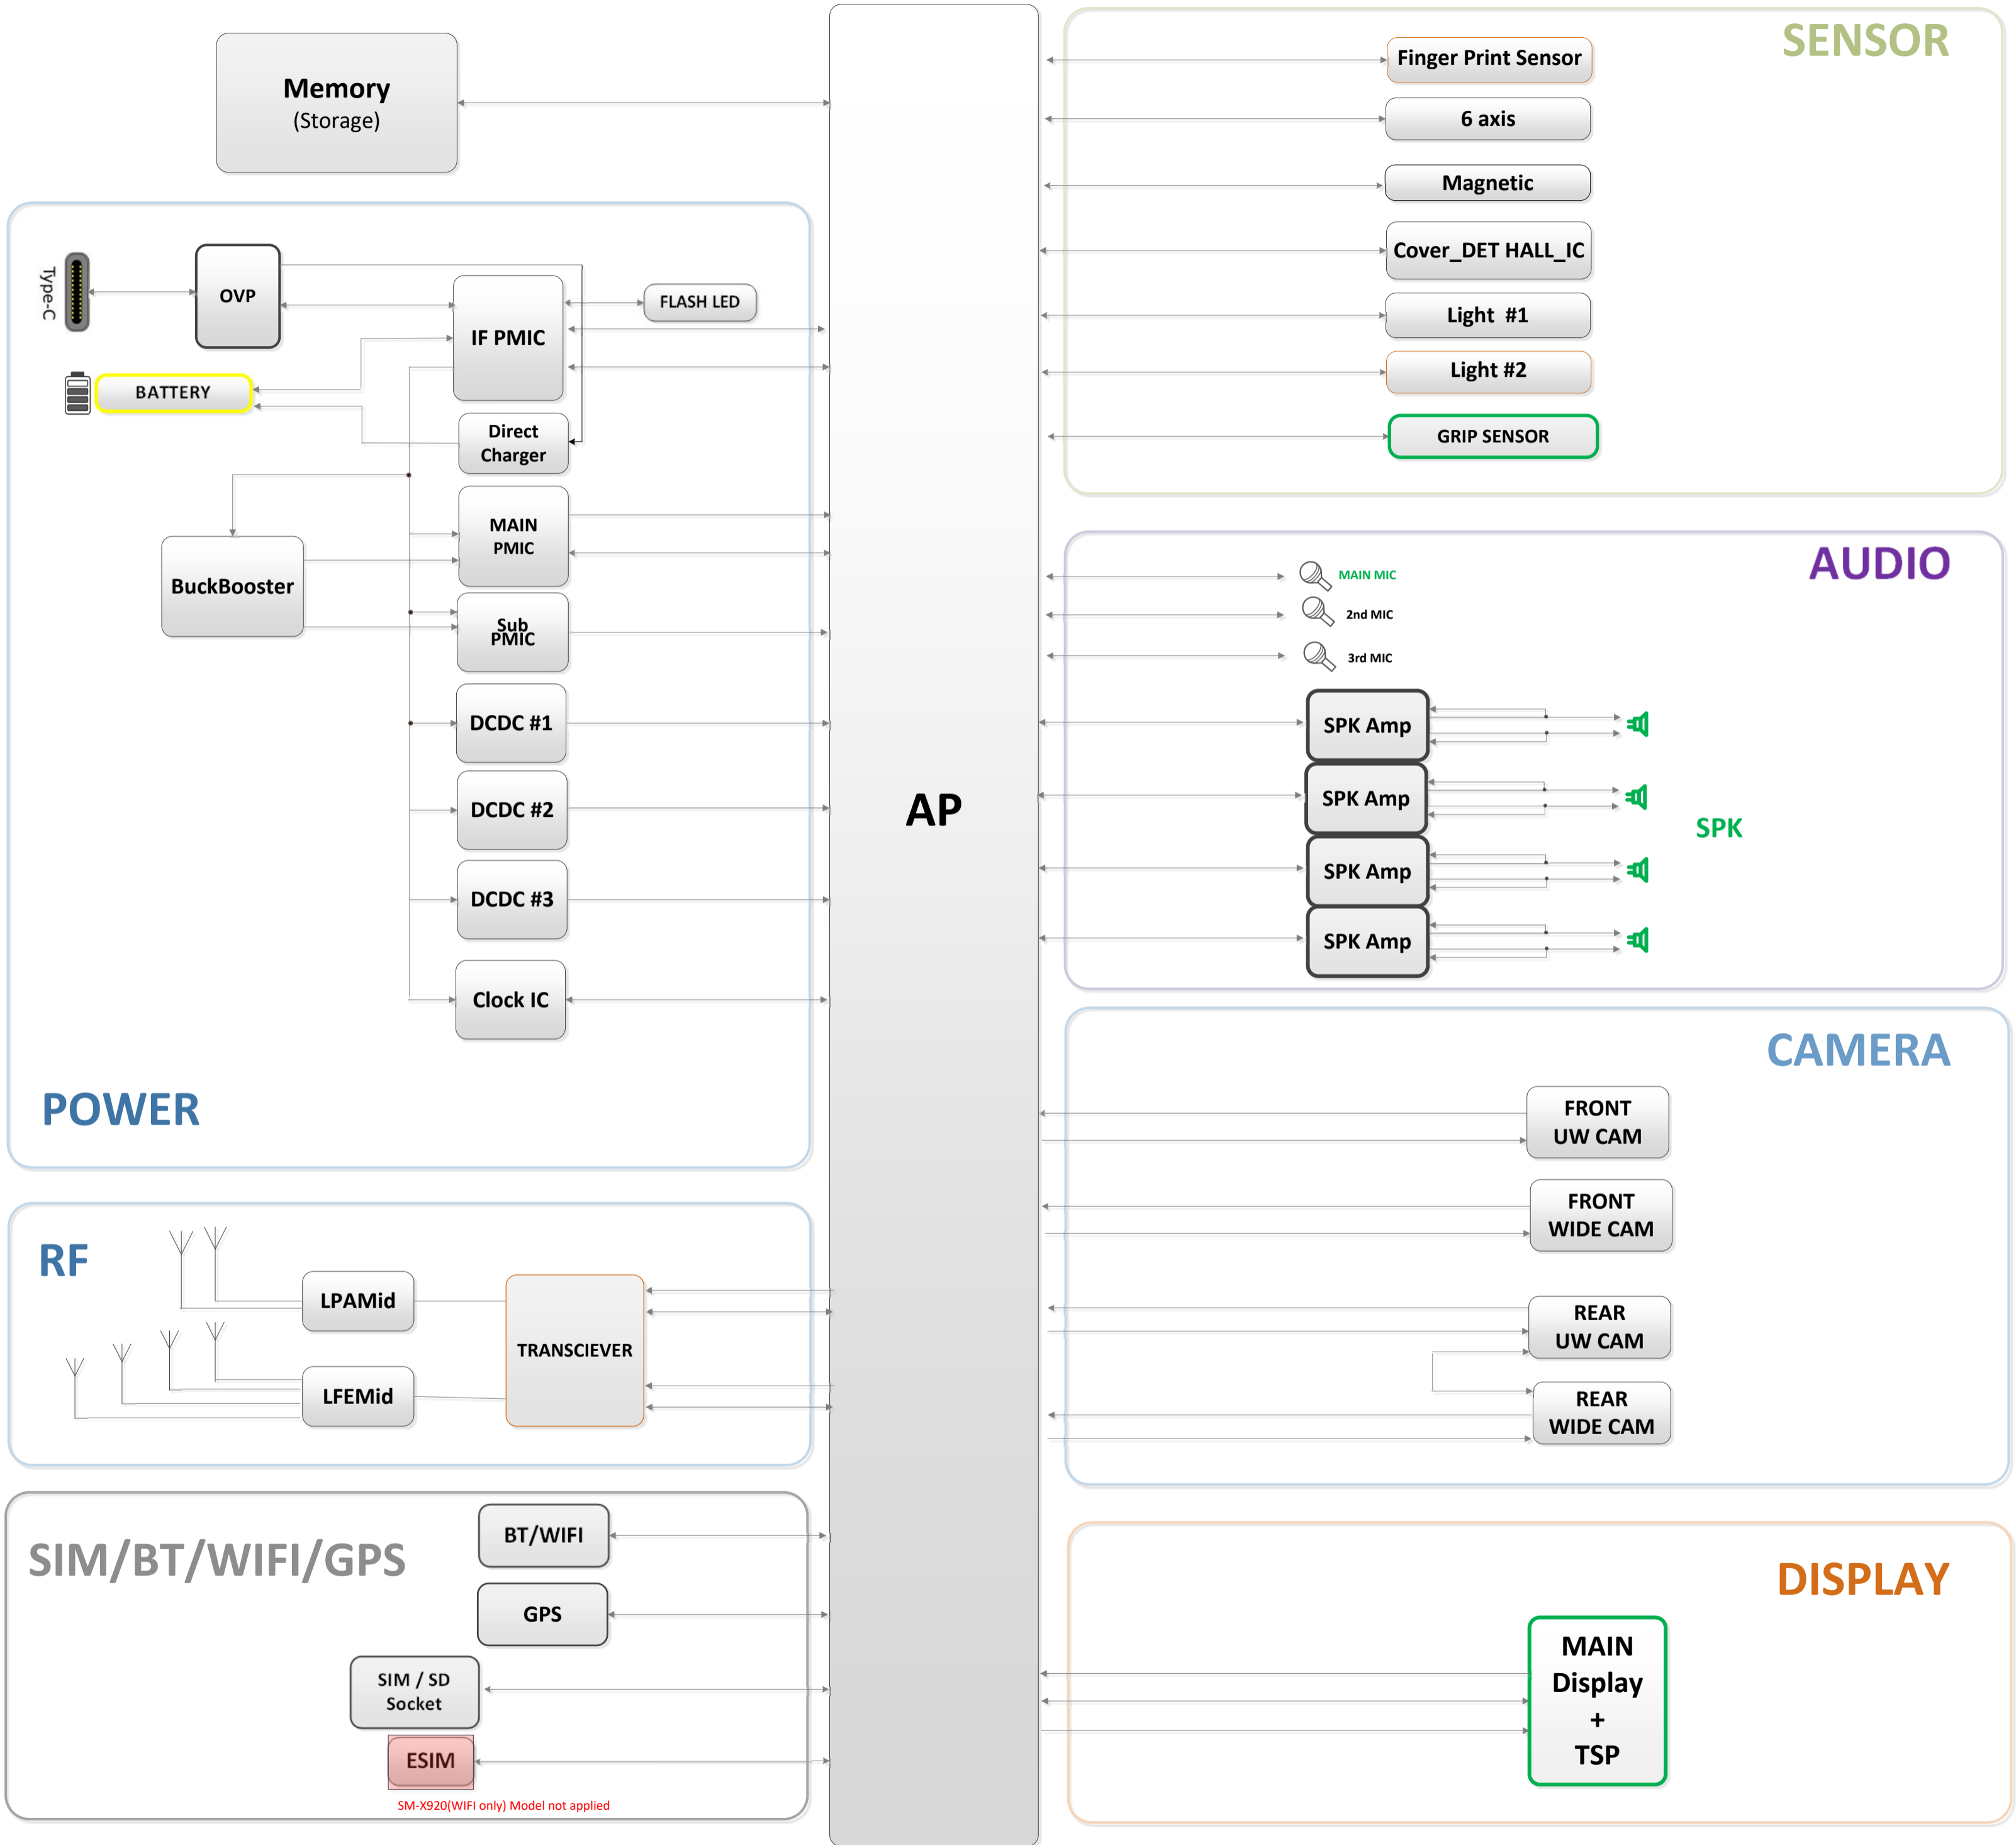 Memory
(Storage)
Type-C
OVP
IF PMIC
FLASH LED
BATTERY
Direct
Charger
MAIN
PMIC
BuckBooster
Sub
PMIC
DCDC #1
DCDC #2
DCDC #3
Clock IC
POWER
RF
LPAMid
LFEMid
TRANSCIEVER
SIM/BT/WIFI/GPS
BT/WIFI
GPS
SIM / SD
Socket
ESIM
SM-X920(WIFI only) Model not applied
AP
SENSOR
Finger Print Sensor
6 axis
Magnetic
Cover_DET HALL_IC
Light #1
Light #2
GRIP SENSOR
AUDIO
MAIN MIC
2nd MIC
3rd MIC
SPK Amp
SPK Amp
SPK
SPK Amp
SPK Amp
CAMERA
FRONT
UW CAM
FRONT
WIDE CAM
REAR
UW CAM
REAR
WIDE CAM
DISPLAY
MAIN
Display
+
TSP